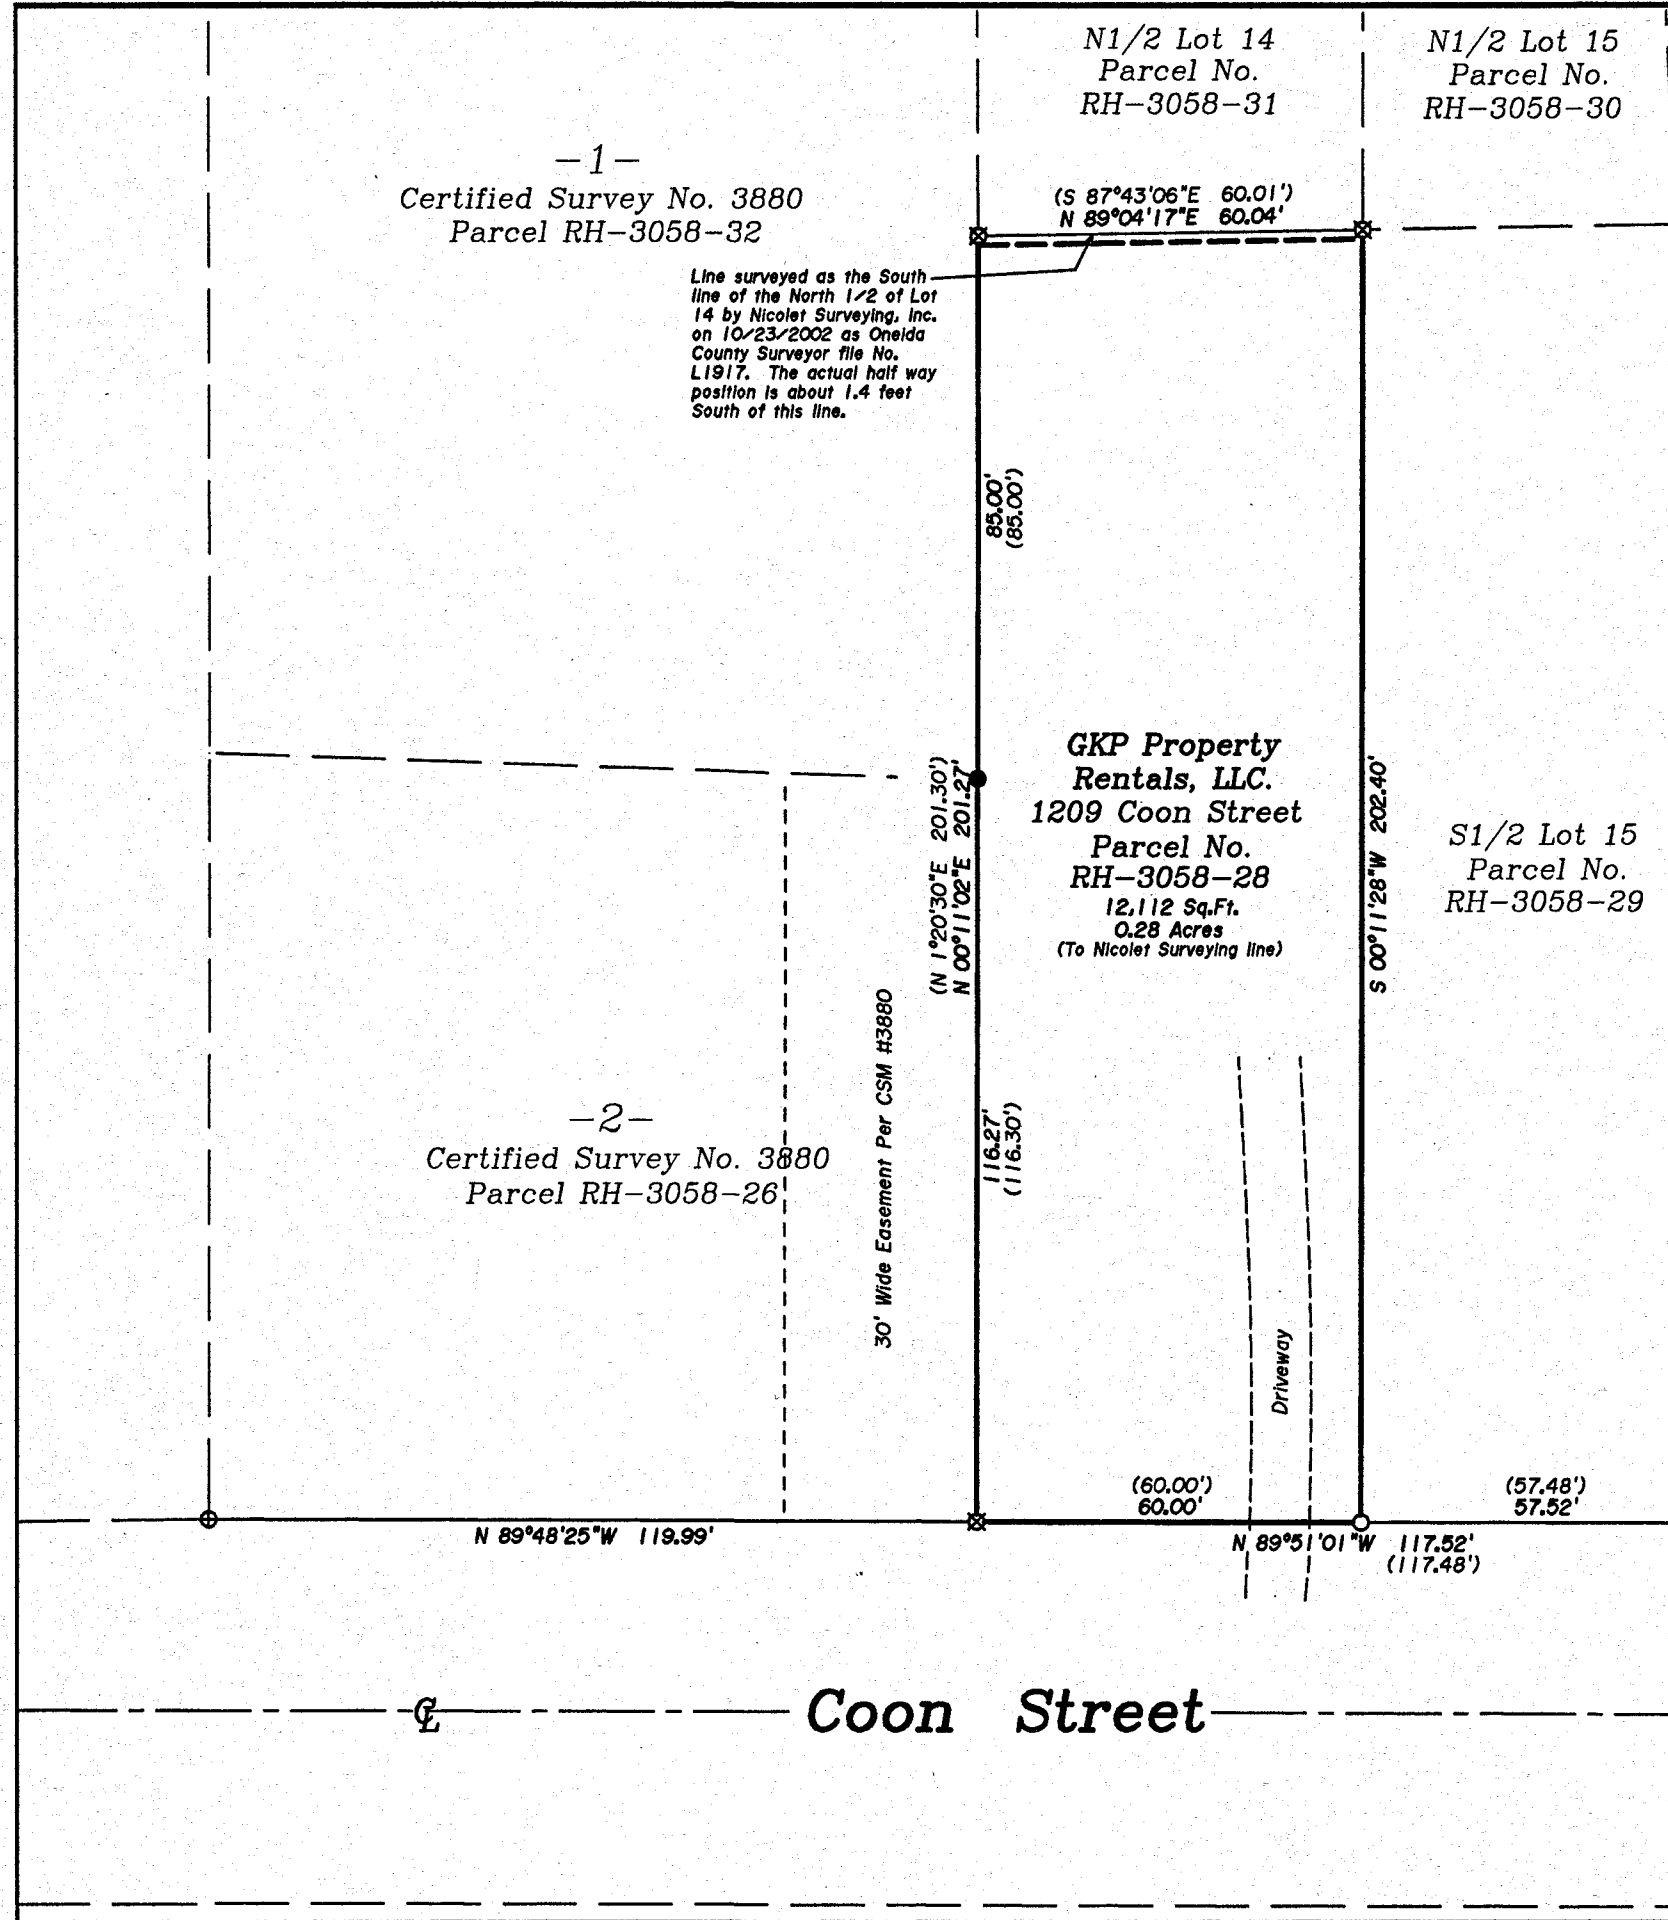 N1/2 Lot 14
Parcel No.
RH-3058-31
N1/2 Lot 15
Parcel No.
RH-3058-30
-1-
Certified Survey No. 3880
Parcel RH-3058-32
(S 87°43'06"E 60.01')
N 89°04'17"E 60.04'
Line surveyed as the South
line of the North 1/2 of Lot
14 by Nicolet Surveying, Inc.
on 10/23/2002 as Oneida
County Surveyor file No.
L1917. The actual half way
position is about 1.4 feet
South of this line.
85.00'
(85.00')
(N 1°20'30"E 201.30')
N 00°11'02"E 201.27'
GKP Property
Rentals, LLC.
1209 Coon Street
Parcel No.
RH-3058-28
12,112 Sq.Ft.
0.28 Acres
(To Nicolet Surveying line)
S 00°11'28"W 202.40'
S1/2 Lot 15
Parcel No.
RH-3058-29
30' Wide Easement Per CSM #3880
-2-
Certified Survey No. 3880
Parcel RH-3058-26
116.27'
(116.30')
Driveway
(60.00')
60.00'
(57.48')
57.52'
N 89°48'25"W 119.99'
N 89°51'01"W 117.52'
(117.48')
℄
Coon Street